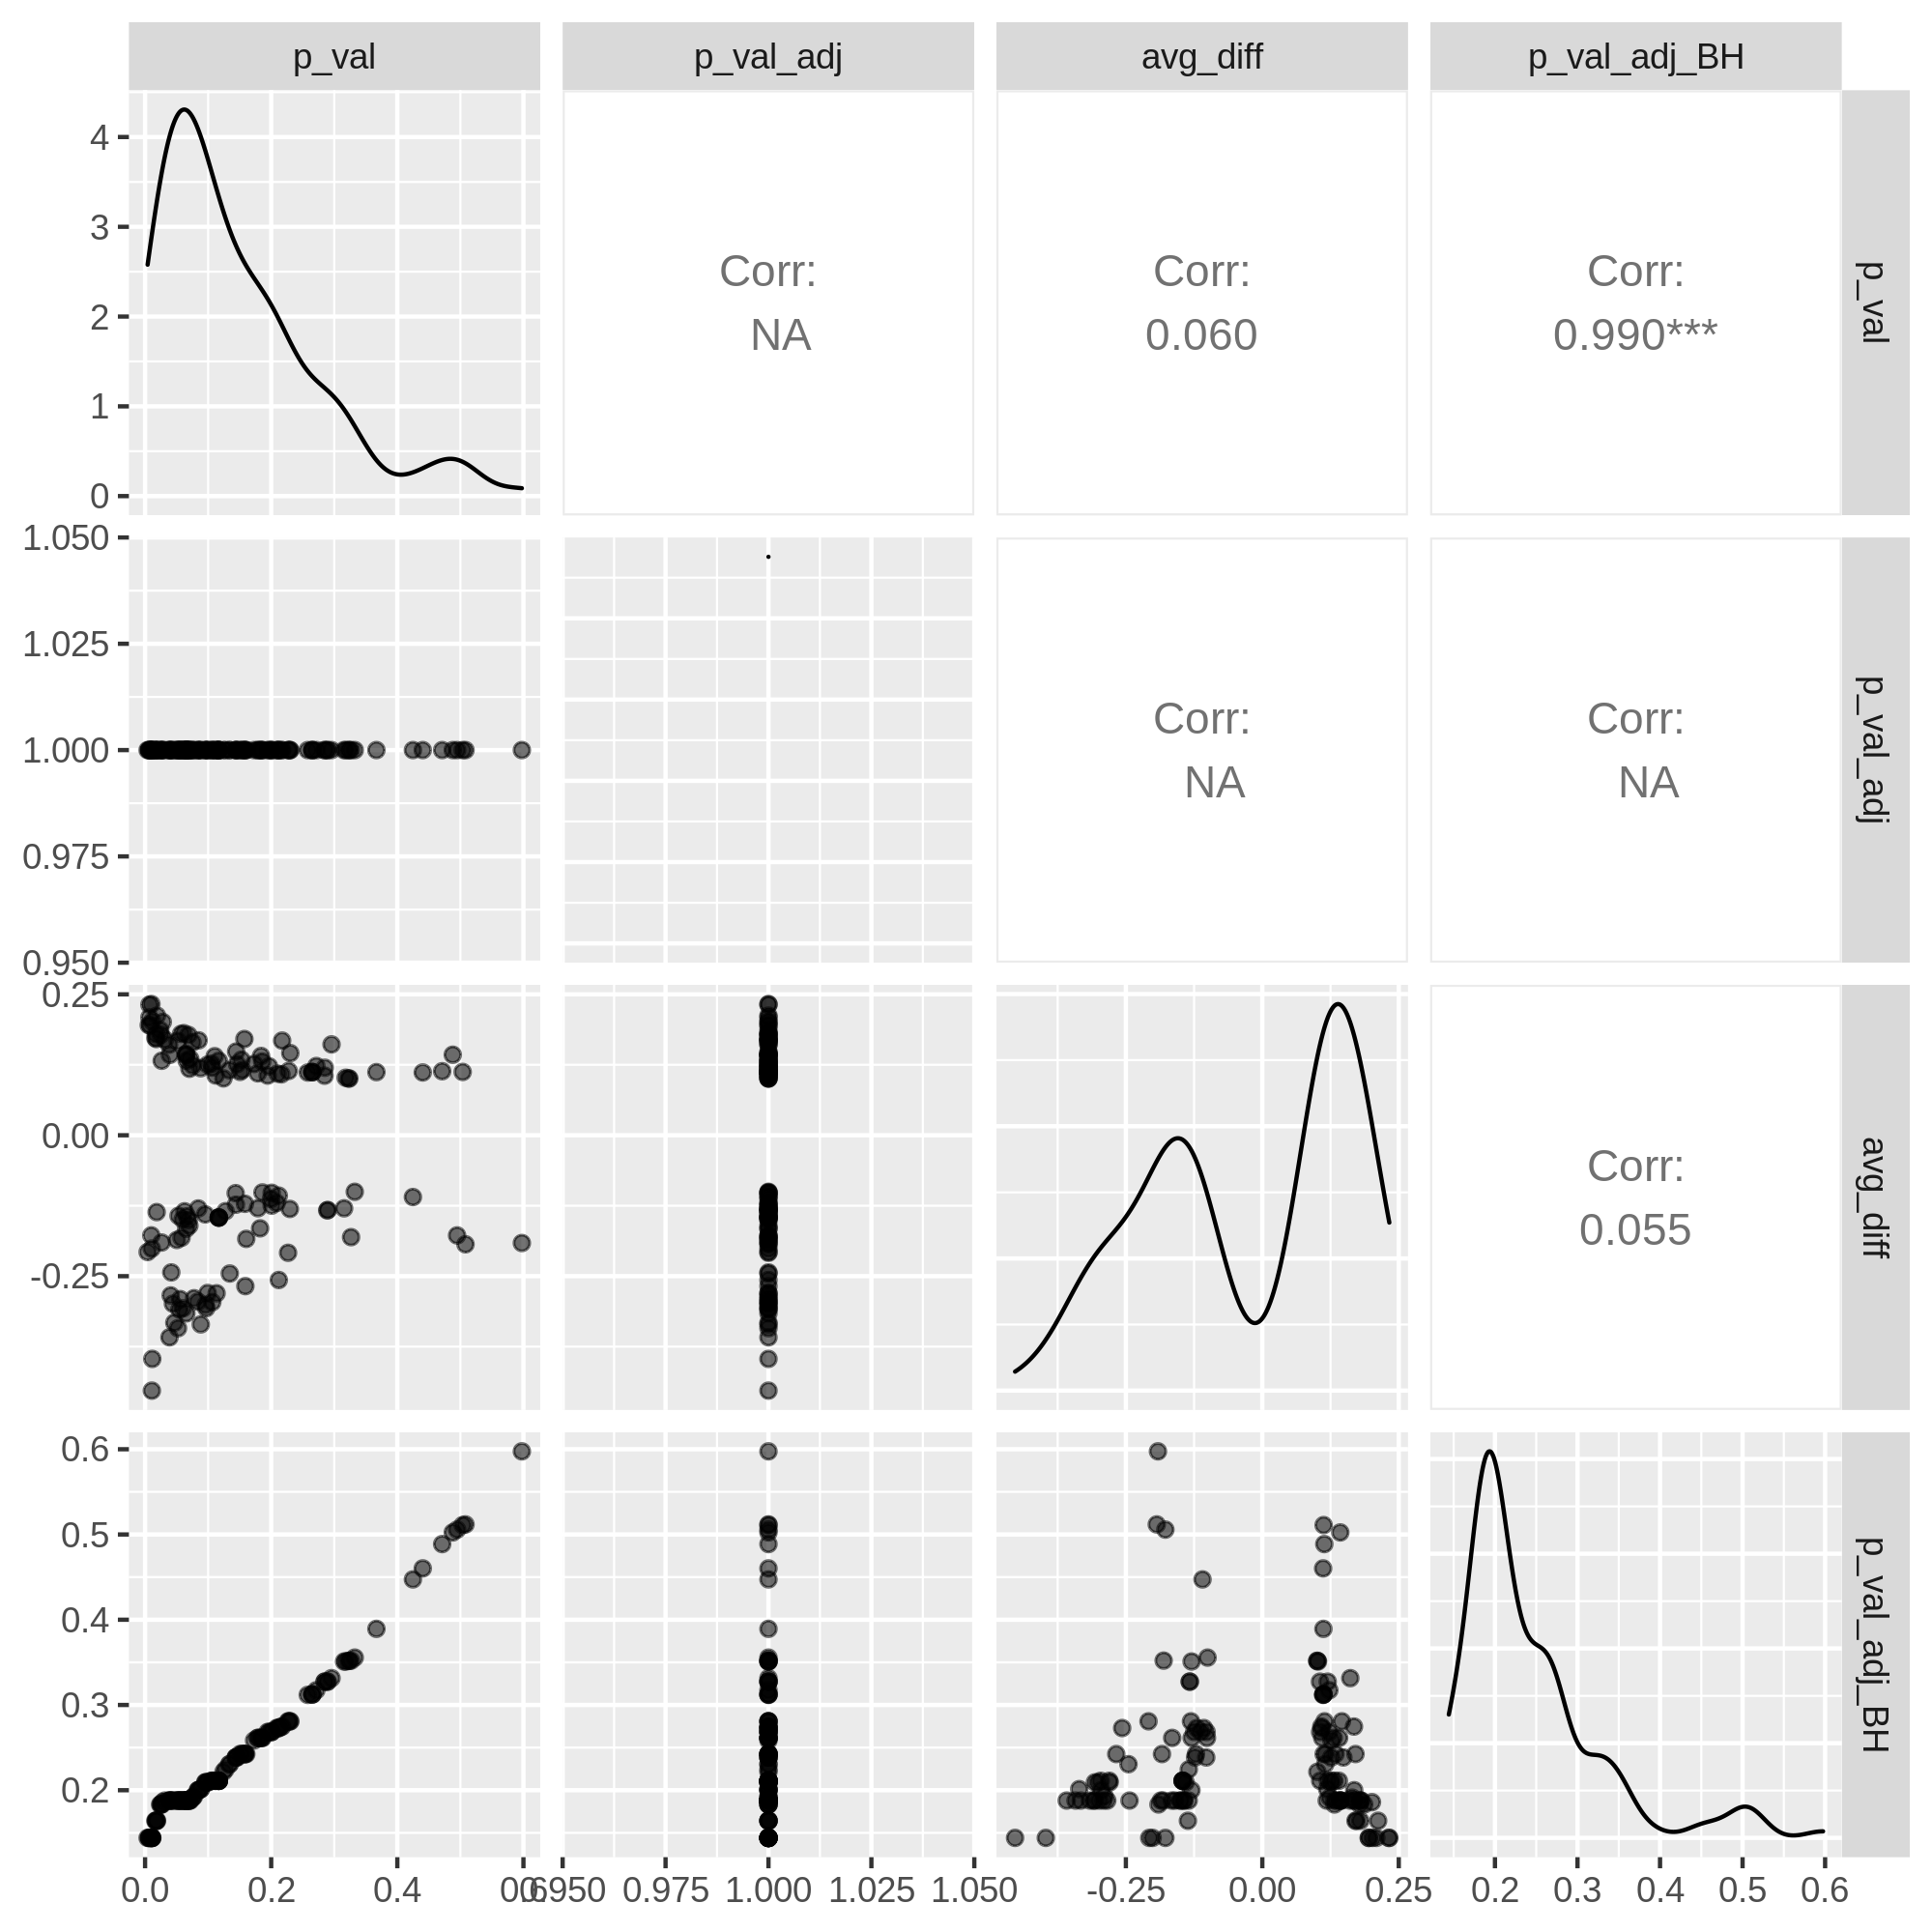 p_val p_val_adj avg_diff p_val_adj_BH
4
3
2
1
0
Corr:
NA
Corr:
0.060
Corr:
0.990***
p_val
1.050
1.025
1.000
0.975
0.950
Corr:
NA
Corr:
NA
p_val_adj
0.25
0.00
-0.25
Corr:
0.055
avg_diff
0.6
0.5
0.4
0.3
0.2
p_val_adj_BH
0.0 0.2 0.4 0.6
0.950 0.975 1.000 1.025 1.050
-0.25 0.00 0.25
0.2 0.3 0.4 0.5 0.6